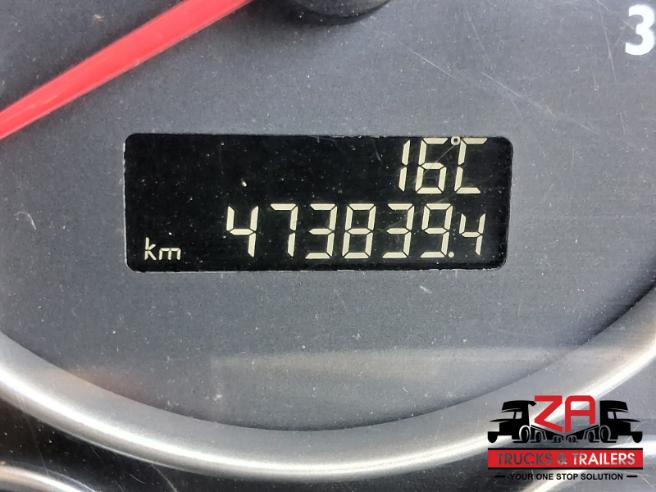 3
16°C
km 473839.4
ZA
TRUCKS & TRAILERS
YOUR ONE STOP SOLUTION